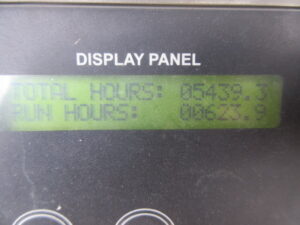 DISPLAY PANEL
TOTAL HOURS: 05439.3
RUN HOURS: 00623.9